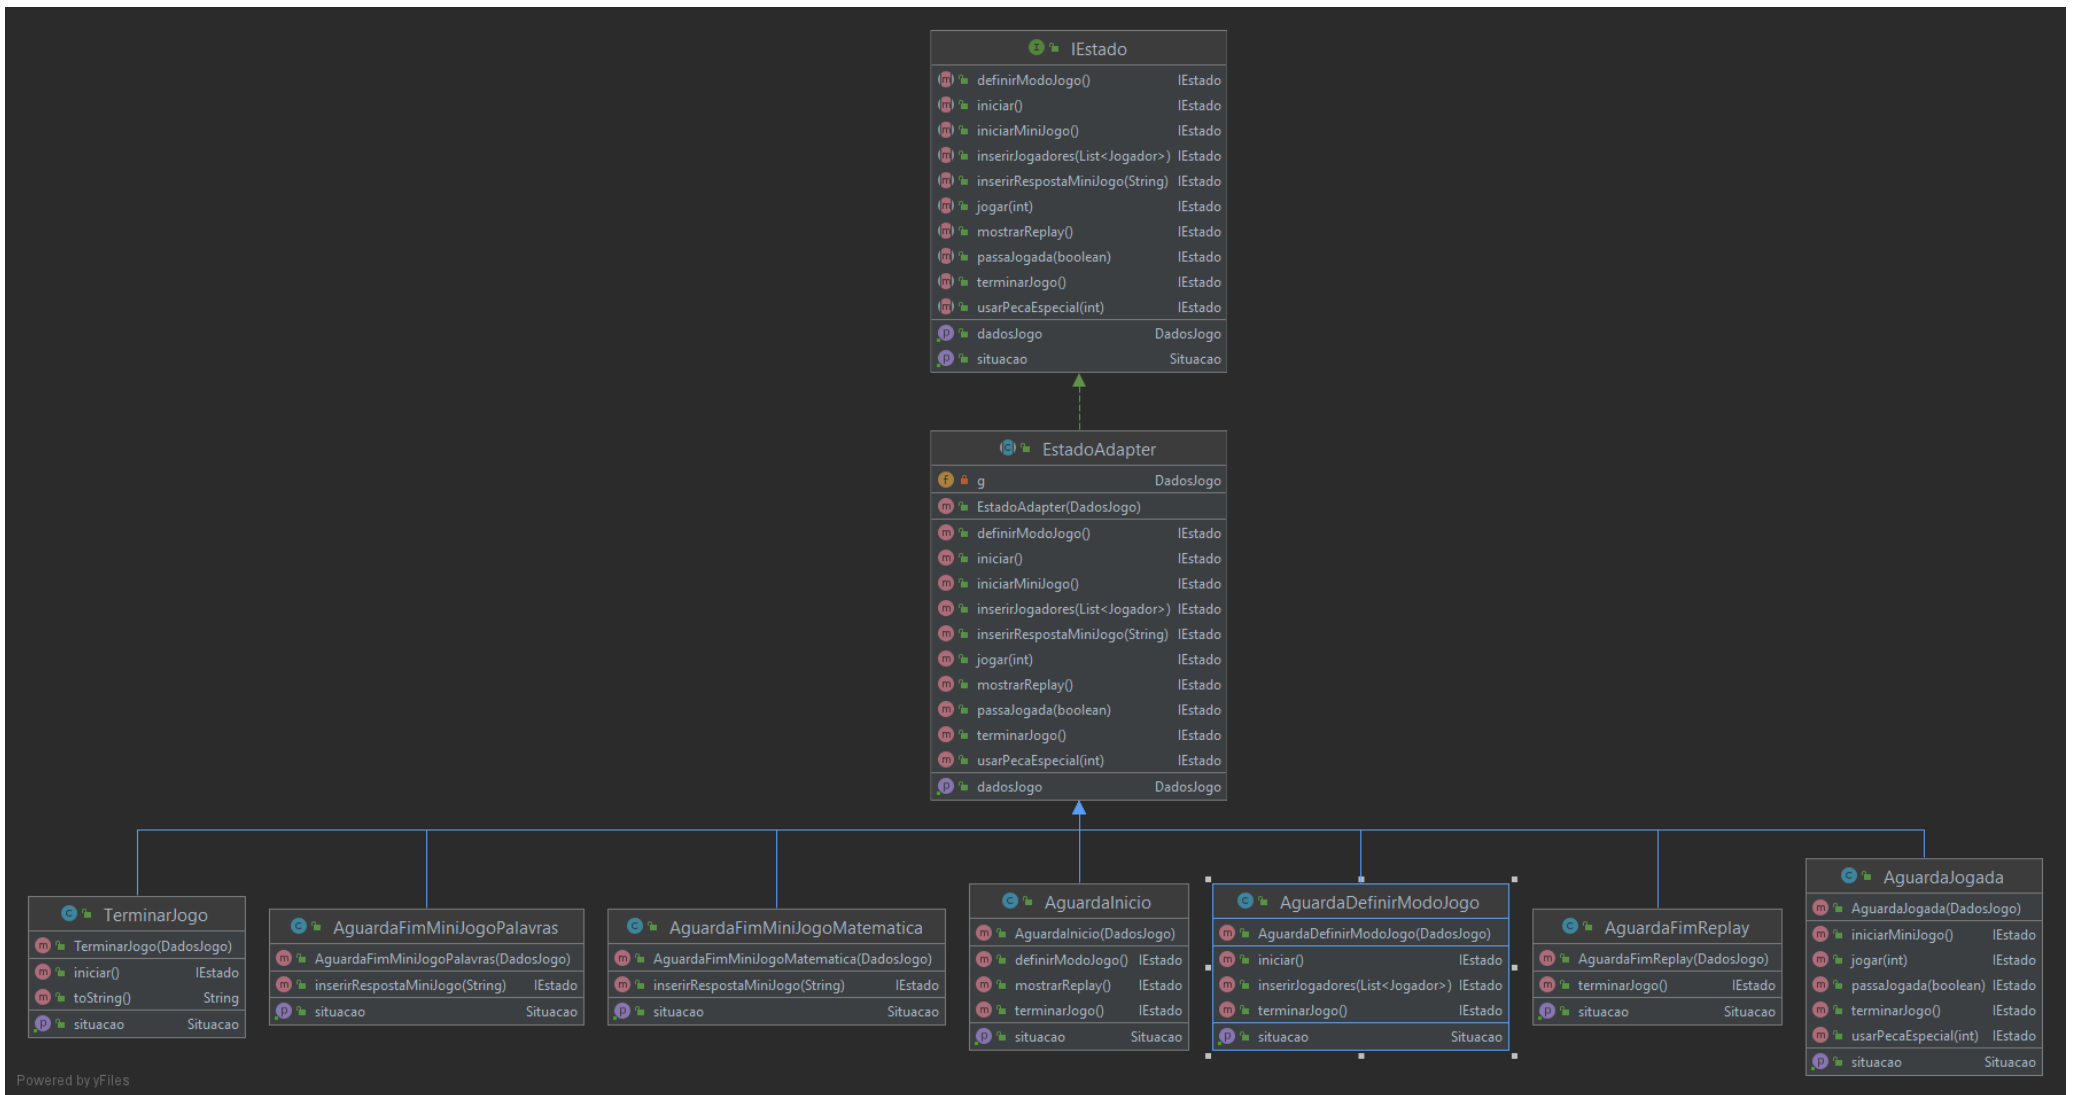 IEstado
definirModoJogo() IEstado
iniciar() IEstado
iniciarMiniJogo() IEstado
inserirJogadores(List<Jogador>) IEstado
inserirRespostaMiniJogo(String) IEstado
jogar(int) IEstado
mostrarReplay() IEstado
passaJogada(boolean) IEstado
terminarJogo() IEstado
usarPecaEspecial(int) IEstado
dadosJogo DadosJogo
situacao Situacao
EstadoAdapter
g DadosJogo
EstadoAdapter(DadosJogo)
definirModoJogo() IEstado
iniciar() IEstado
iniciarMiniJogo() IEstado
inserirJogadores(List<Jogador>) IEstado
inserirRespostaMiniJogo(String) IEstado
jogar(int) IEstado
mostrarReplay() IEstado
passaJogada(boolean) IEstado
terminarJogo() IEstado
usarPecaEspecial(int) IEstado
dadosJogo DadosJogo
TerminarJogo
TerminarJogo(DadosJogo)
iniciar() IEstado
toString() String
situacao Situacao
AguardaFimMiniJogoPalavras
AguardaFimMiniJogoPalavras(DadosJogo)
inserirRespostaMiniJogo(String) IEstado
situacao Situacao
AguardaFimMiniJogoMatematica
AguardaFimMiniJogoMatematica(DadosJogo)
inserirRespostaMiniJogo(String) IEstado
situacao Situacao
AguardaInicio
AguardaInicio(DadosJogo)
definirModoJogo() IEstado
mostrarReplay() IEstado
terminarJogo() IEstado
situacao Situacao
AguardaDefinirModoJogo
AguardaDefinirModoJogo(DadosJogo)
iniciar() IEstado
inserirJogadores(List<Jogador>) IEstado
terminarJogo() IEstado
situacao Situacao
AguardaFimReplay
AguardaFimReplay(DadosJogo)
terminarJogo() IEstado
situacao Situacao
AguardaJogada
AguardaJogada(DadosJogo)
iniciarMiniJogo() IEstado
jogar(int) IEstado
passaJogada(boolean) IEstado
terminarJogo() IEstado
usarPecaEspecial(int) IEstado
situacao Situacao
Powered by yFiles